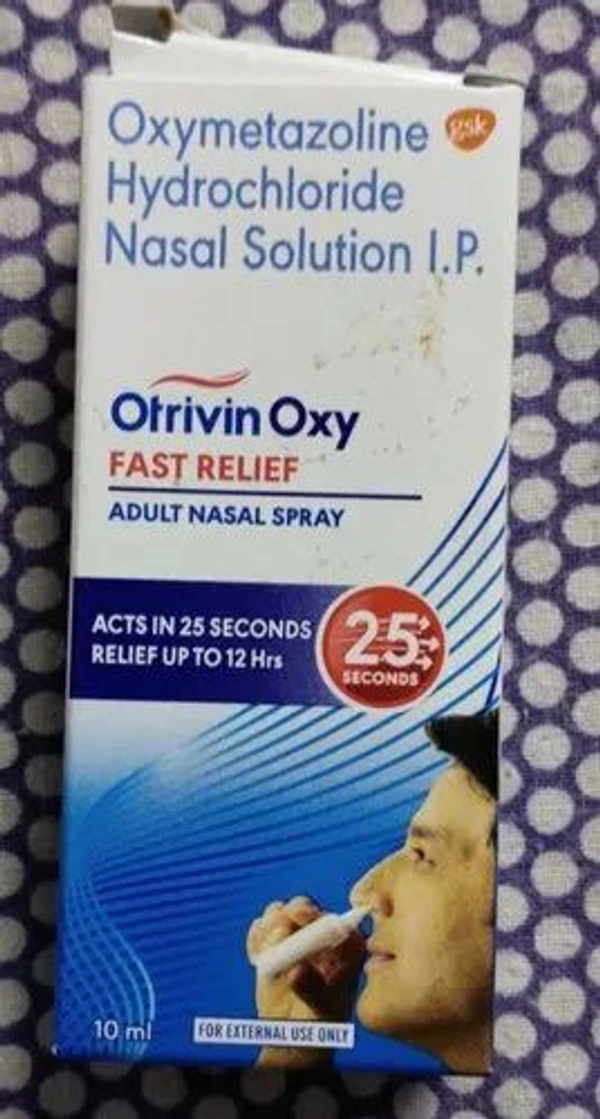 Oxymetazoline gsk
Hydrochloride
Nasal Solution I.P.
Otrivin Oxy
FAST RELIEF
ADULT NASAL SPRAY
ACTS IN 25 SECONDS
RELIEF UP TO 12 Hrs
25
SECONDS
10 ml
FOR EXTERNAL USE ONLY